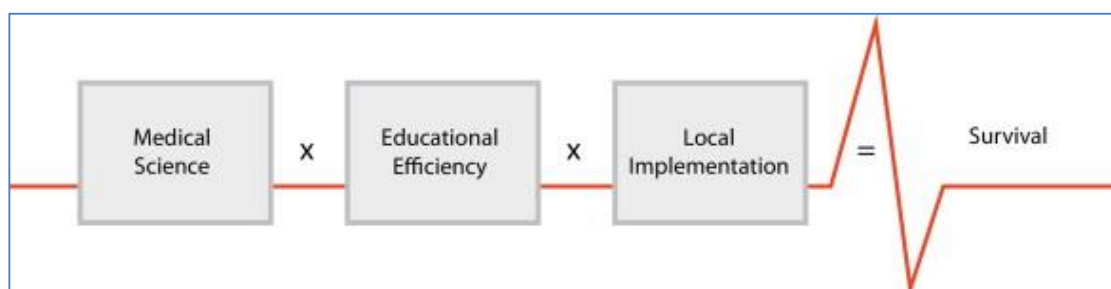 Medical
Science
x
Educational
Efficiency
x
Local
Implementation
=
Survival